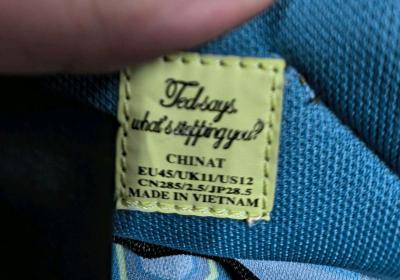 Ted says,
what's stopping you?
CHINAT
EU45/UK11/US12
CN285/2.5/JP28.5
MADE IN VIETNAM